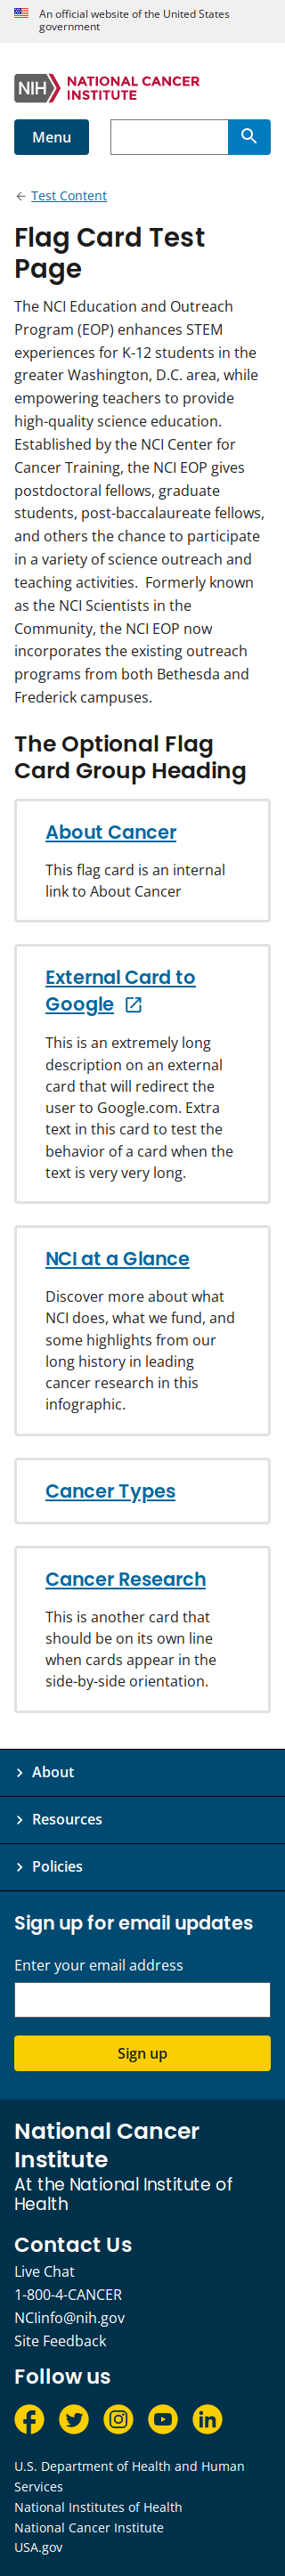 An official website of the United States
government
NIH NATIONAL CANCER
INSTITUTE
Menu
Test Content
Flag Card Test
Page
The NCI Education and Outreach
Program (EOP) enhances STEM
experiences for K-12 students in the
greater Washington, D.C. area, while
empowering teachers to provide
high-quality science education.
Established by the NCI Center for
Cancer Training, the NCI EOP gives
postdoctoral fellows, graduate
students, post-baccalaureate fellows,
and others the chance to participate
in a variety of science outreach and
teaching activities.  Formerly known
as the NCI Scientists in the
Community, the NCI EOP now
incorporates the existing outreach
programs from both Bethesda and
Frederick campuses.
The Optional Flag
Card Group Heading
About Cancer
This flag card is an internal
link to About Cancer
External Card to
Google
This is an extremely long
description on an external
card that will redirect the
user to Google.com. Extra
text in this card to test the
behavior of a card when the
text is very very long.
NCI at a Glance
Discover more about what
NCI does, what we fund, and
some highlights from our
long history in leading
cancer research in this
infographic.
Cancer Types
Cancer Research
This is another card that
should be on its own line
when cards appear in the
side-by-side orientation.
About
Resources
Policies
Sign up for email updates
Enter your email address
Sign up
National Cancer
Institute
At the National Institute of
Health
Contact Us
Live Chat
1-800-4-CANCER
NCIinfo@nih.gov
Site Feedback
Follow us
U.S. Department of Health and Human
Services
National Institutes of Health
National Cancer Institute
USA.gov